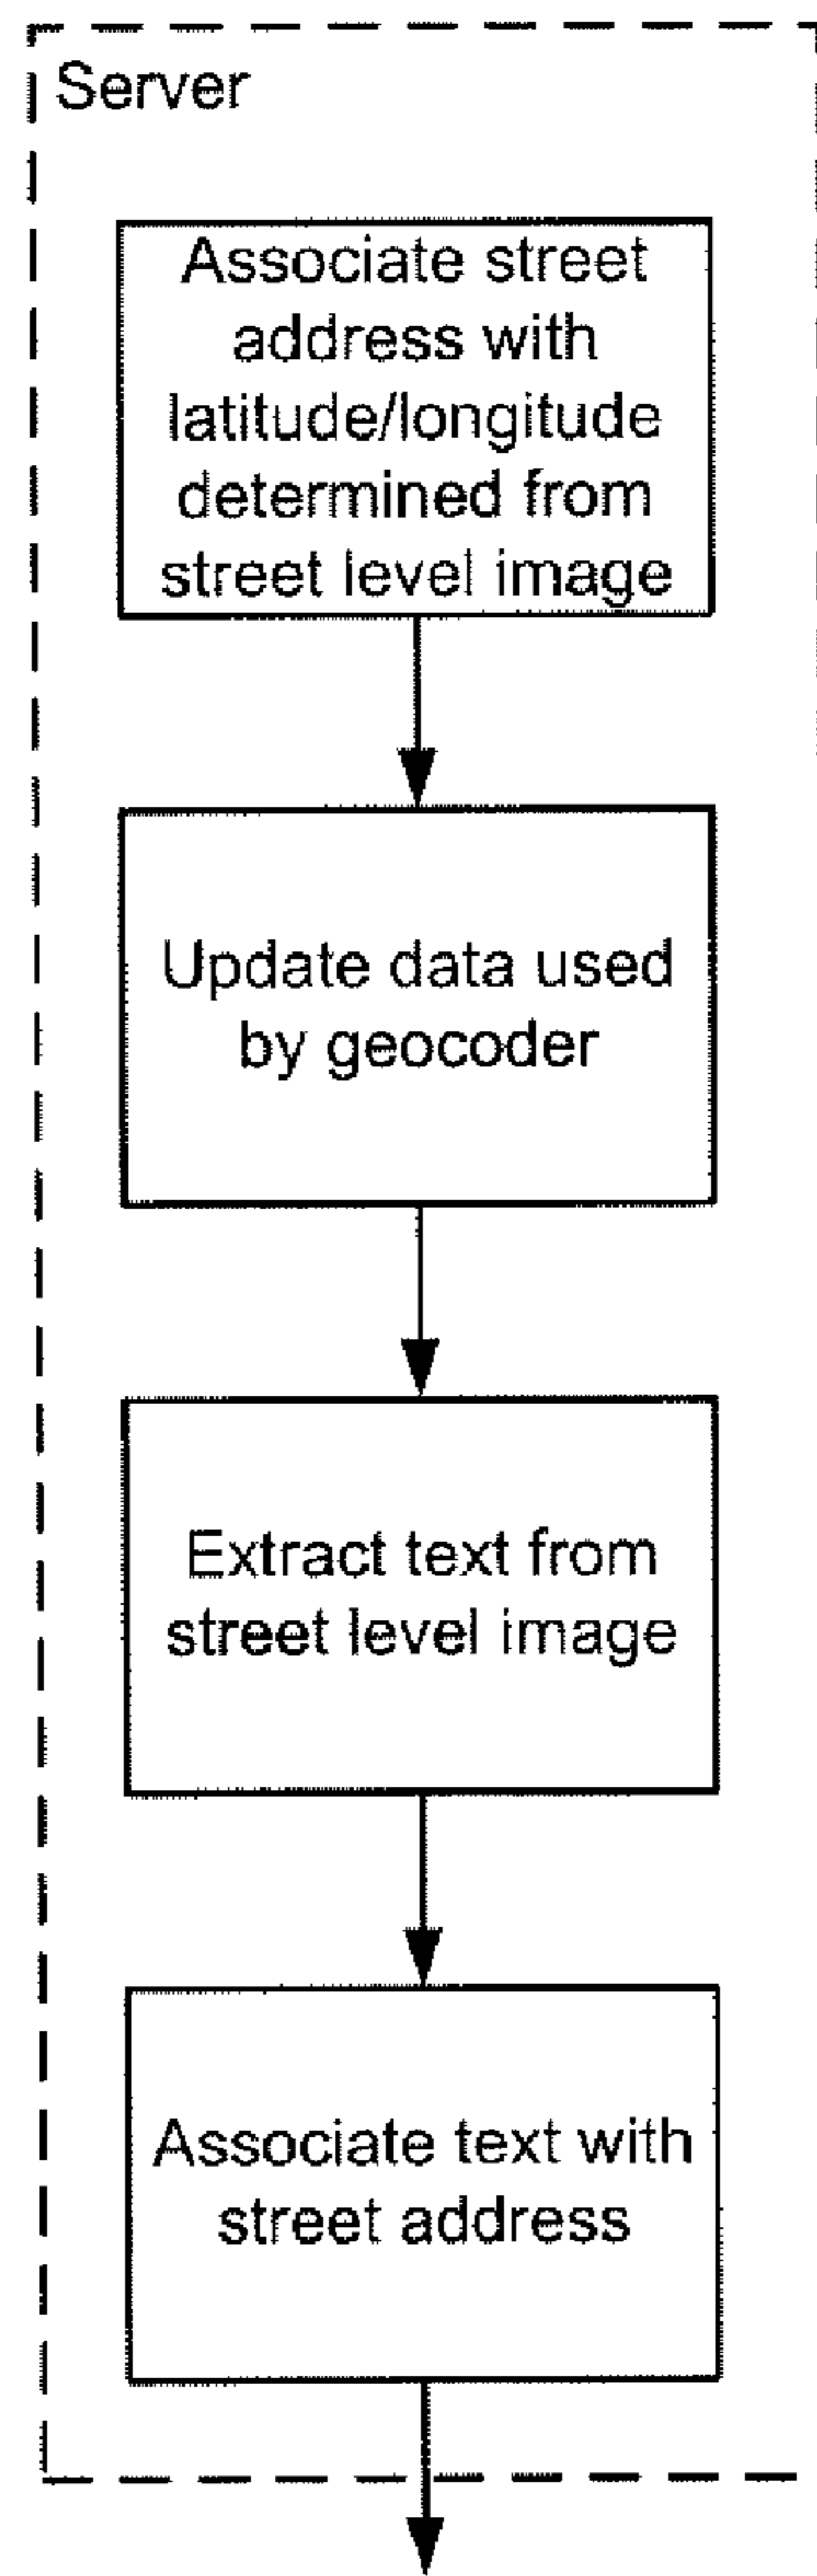 Server
Associate street
address with
latitude/longitude
determined from
street level image
Update data used
by geocoder
Extract text from
street level image
Associate text with
street address